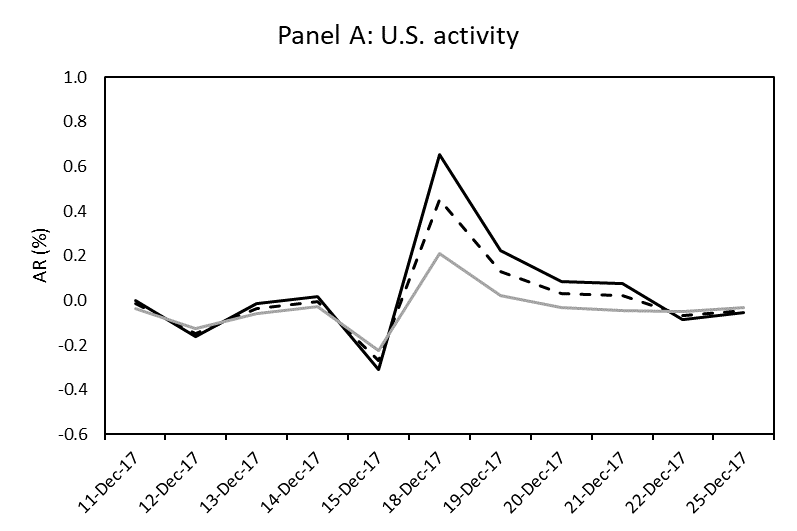 Panel A: U.S. activity
1.0
0.8
0.6
0.4
0.2
0.0
-0.2
-0.4
-0.6
AR (%)
11-Dec-17
12-Dec-17
13-Dec-17
14-Dec-17
15-Dec-17
18-Dec-17
19-Dec-17
20-Dec-17
21-Dec-17
22-Dec-17
25-Dec-17